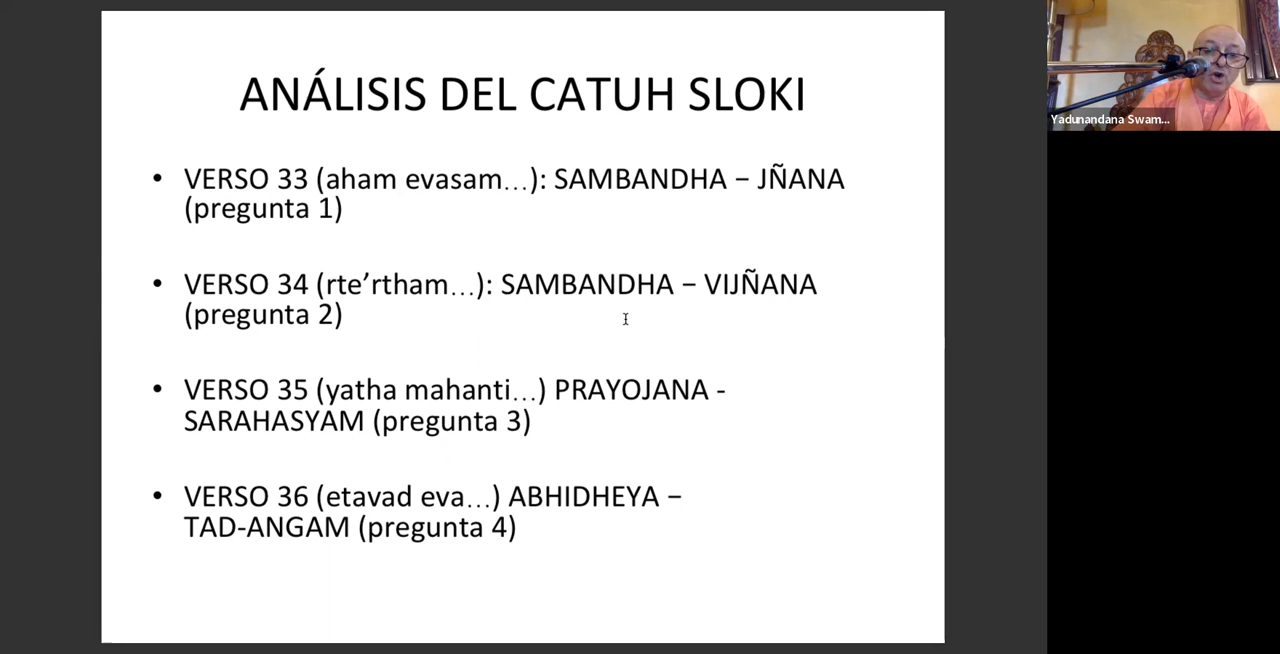 ANÁLISIS DEL CATUH SLOKI
• VERSO 33 (aham evasam…): SAMBANDHA – JÑANA
(pregunta 1)
• VERSO 34 (rte’rtham…): SAMBANDHA – VIJÑANA
(pregunta 2)
• VERSO 35 (yatha mahanti…) PRAYOJANA -
SARAHASYAM (pregunta 3)
• VERSO 36 (etavad eva…) ABHIDHEYA –
TAD-ANGAM (pregunta 4)
Yadunandana Swam...